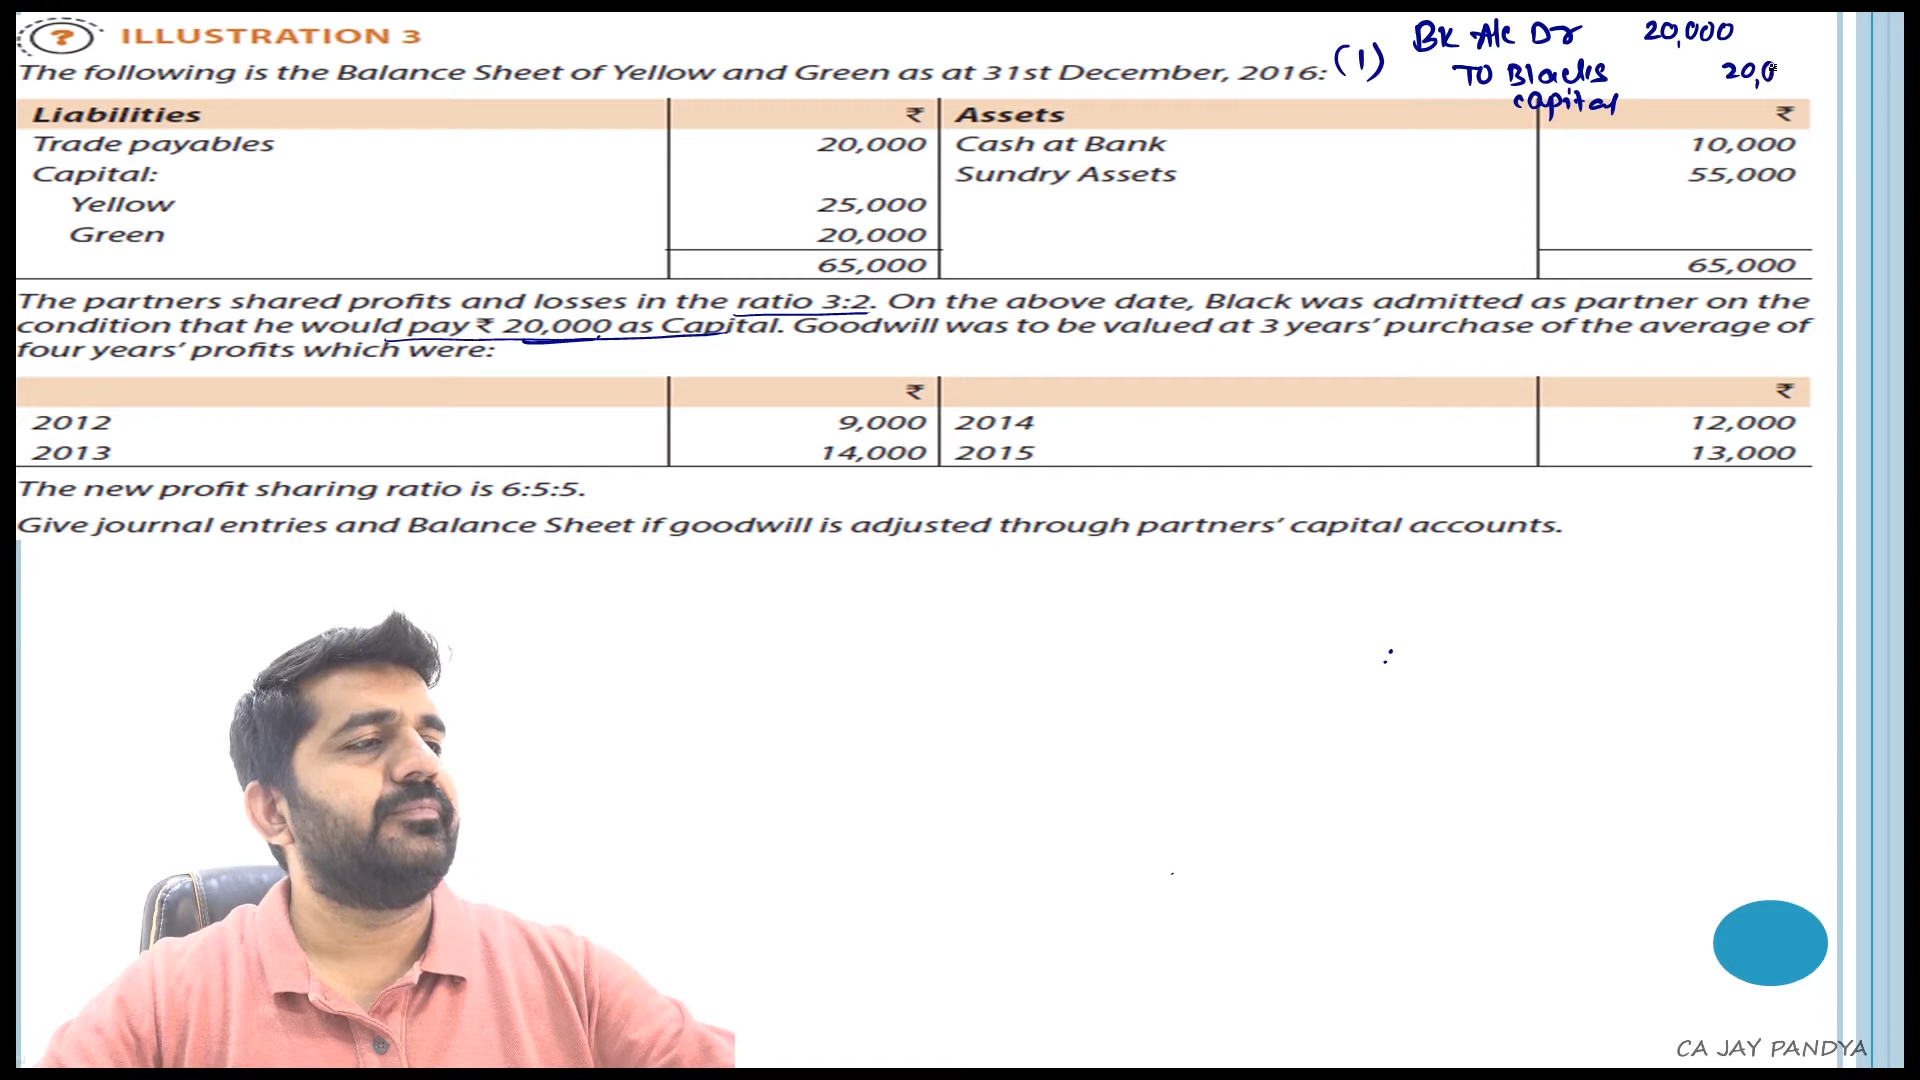 ? ILLUSTRATION 3
The following is the Balance Sheet of Yellow and Green as at 31st December, 2016:
(1) BK A/c Dr 20,000
TO Black's 20,0
capital
Liabilities ₹ Assets ₹
Trade payables 20,000 Cash at Bank 10,000
Capital: Sundry Assets 55,000
Yellow 25,000
Green 20,000
65,000 65,000
The partners shared profits and losses in the ratio 3:2. On the above date, Black was admitted as partner on the
condition that he would pay ₹ 20,000 as Capital. Goodwill was to be valued at 3 years' purchase of the average of
four years' profits which were:
₹ ₹
2012 9,000 2014 12,000
2013 14,000 2015 13,000
The new profit sharing ratio is 6:5:5.
Give journal entries and Balance Sheet if goodwill is adjusted through partners' capital accounts.
CA JAY PANDYA